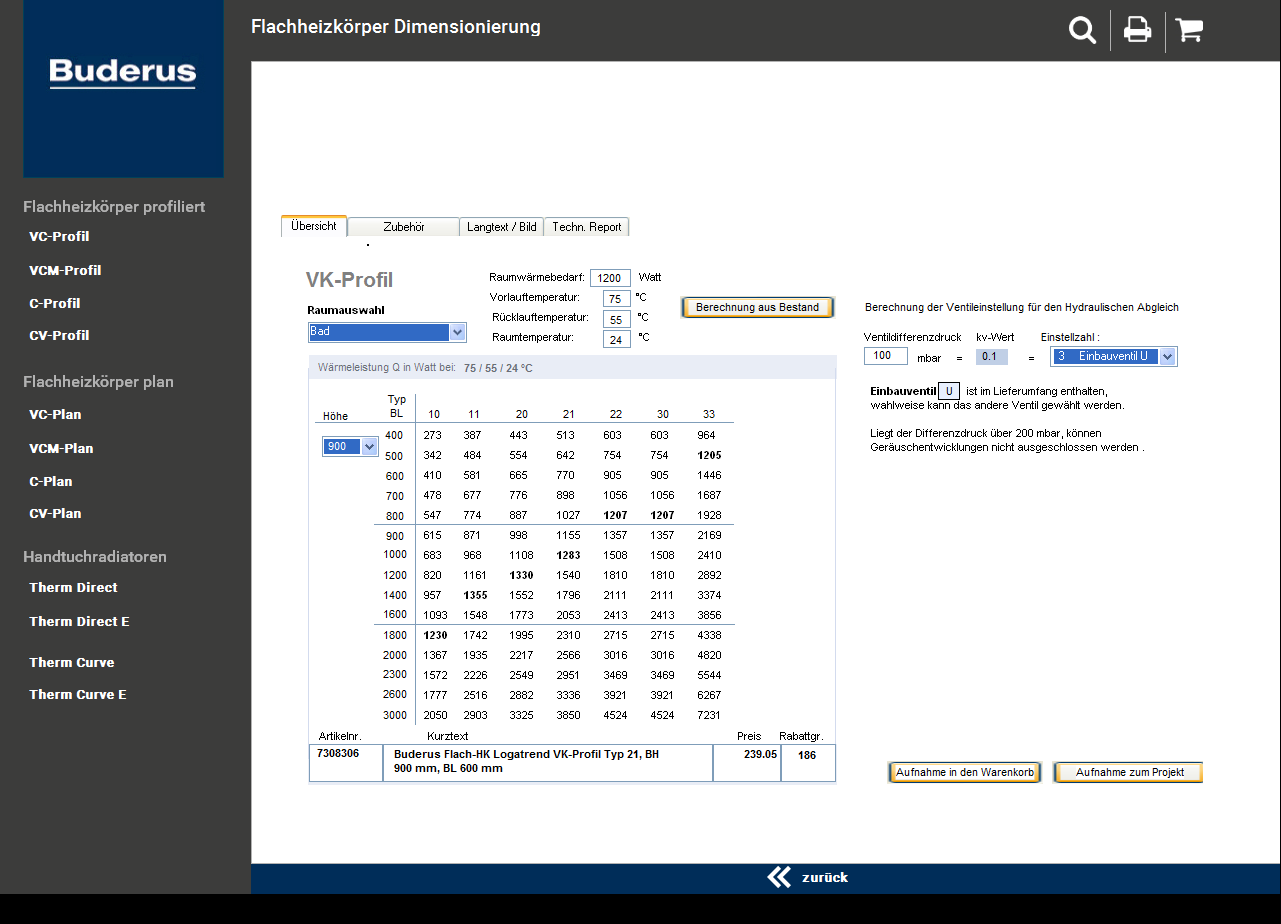 Flachheizkörper Dimensionierung
Buderus
Flachheizkörper profiliert
VC-Profil
VCM-Profil
C-Profil
CV-Profil
Flachheizkörper plan
VC-Plan
VCM-Plan
C-Plan
CV-Plan
Handtuchradiatoren
Therm Direct
Therm Direct E
Therm Curve
Therm Curve E
Übersicht Zubehör Langtext / Bild Techn. Report
VK-Profil
Raumauswahl
Bad
Raumwärmebedarf: 1200 Watt
Vorlauftemperatur: 75 °C
Rücklauftemperatur: 55 °C
Raumtemperatur: 24 °C
Berechnung aus Bestand
Berechnung der Ventileinstellung für den Hydraulischen Abgleich
Ventildifferenzdruck kv-Wert Einstellzahl :
100 mbar = 0.1 = 3 Einbauventil U
Einbauventil U ist im Lieferumfang enthalten,
wahlweise kann das andere Ventil gewählt werden.
Liegt der Differenzdruck über 200 mbar, können
Geräuschentwicklungen nicht ausgeschlossen werden .
Wärmeleistung Q in Watt bei: 75 / 55 / 24 °C
Typ
Höhe BL 10 11 20 21 22 30 33
900
400 273 387 443 513 603 603 964
500 342 484 554 642 754 754 1205
600 410 581 665 770 905 905 1446
700 478 677 776 898 1056 1056 1687
800 547 774 887 1027 1207 1207 1928
900 615 871 998 1155 1357 1357 2169
1000 683 968 1108 1283 1508 1508 2410
1200 820 1161 1330 1540 1810 1810 2892
1400 957 1355 1552 1796 2111 2111 3374
1600 1093 1548 1773 2053 2413 2413 3856
1800 1230 1742 1995 2310 2715 2715 4338
2000 1367 1935 2217 2566 3016 3016 4820
2300 1572 2226 2549 2951 3469 3469 5544
2600 1777 2516 2882 3336 3921 3921 6267
3000 2050 2903 3325 3850 4524 4524 7231
Artikelnr. Kurztext Preis Rabattgr.
7308306 Buderus Flach-HK Logatrend VK-Profil Typ 21, BH 239.05 186
900 mm, BL 600 mm
Aufnahme in den Warenkorb Aufnahme zum Projekt
zurück